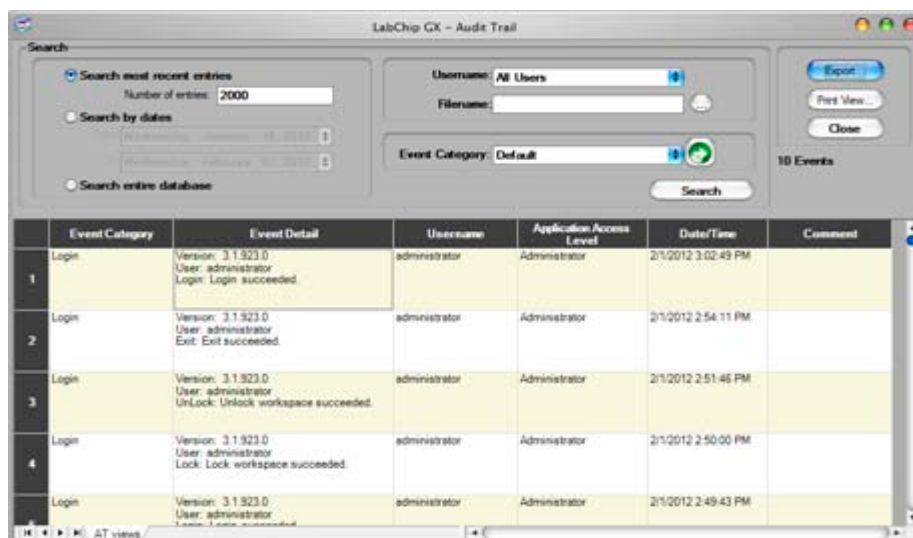 LabChip GX – Audit Trail
Search
Search most recent entries
Number of entries: 2000
Search by dates
Search entire database
Username: All Users
Filename:
...
Event Category: Default
Search
Export
Print View...
Close
10 Events
Event Category Event Detail Username Application Access Level Date/Time Comment
1 Login Version: 3.1.923.0 administrator Administrator 2/1/2012 3:02:49 PM
User: administrator
Login: Login succeeded.
2 Login Version: 3.1.923.0 administrator Administrator 2/1/2012 2:54:11 PM
User: administrator
Exit: Exit succeeded.
3 Login Version: 3.1.923.0 administrator Administrator 2/1/2012 2:51:46 PM
User: administrator
UnLock: Unlock workspace succeeded.
4 Login Version: 3.1.923.0 administrator Administrator 2/1/2012 2:50:00 PM
User: administrator
Lock: Lock workspace succeeded.
Login Version: 3.1.923.0 administrator Administrator 2/1/2012 2:49:43 PM
User: administrator
AT views